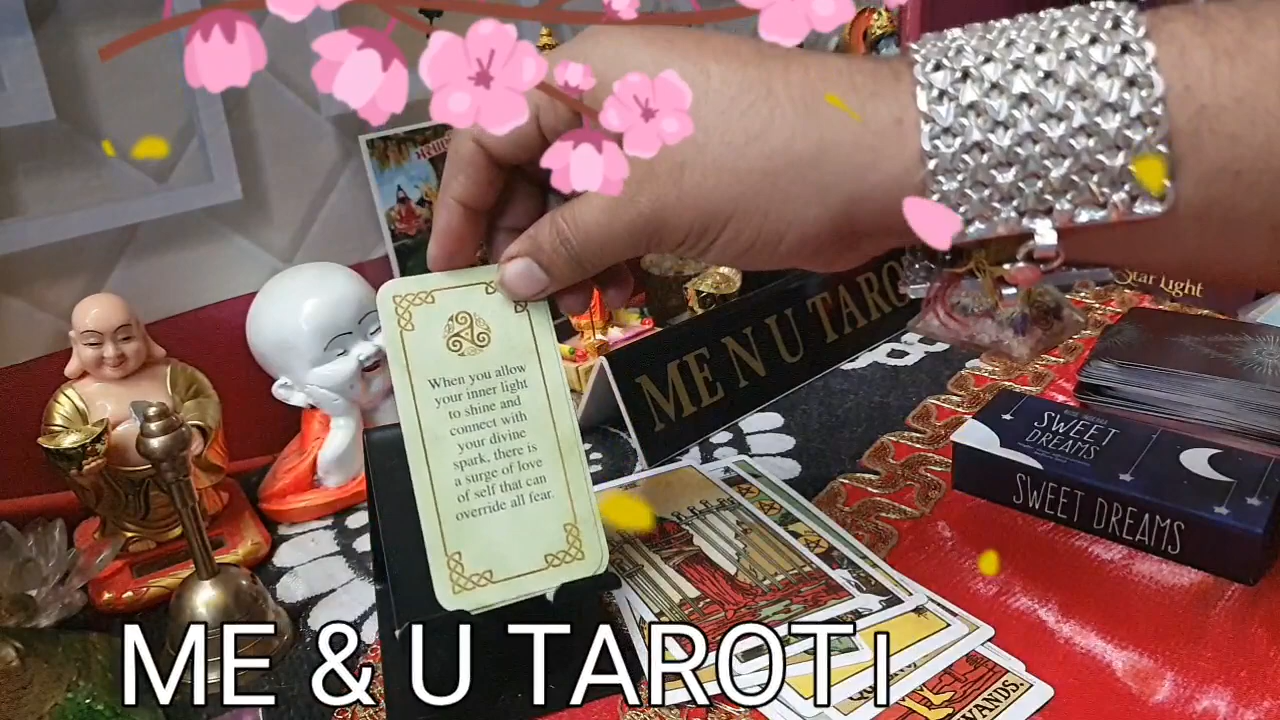 When you allow
your inner light
to shine and
connect with
your divine
spark, there is
a surge of love
of self that can
override all fear.
ME N U TARO
Star Light
SWEET
DREAMS
SWEET DREAMS
WANDS.
ME & U TAROTI